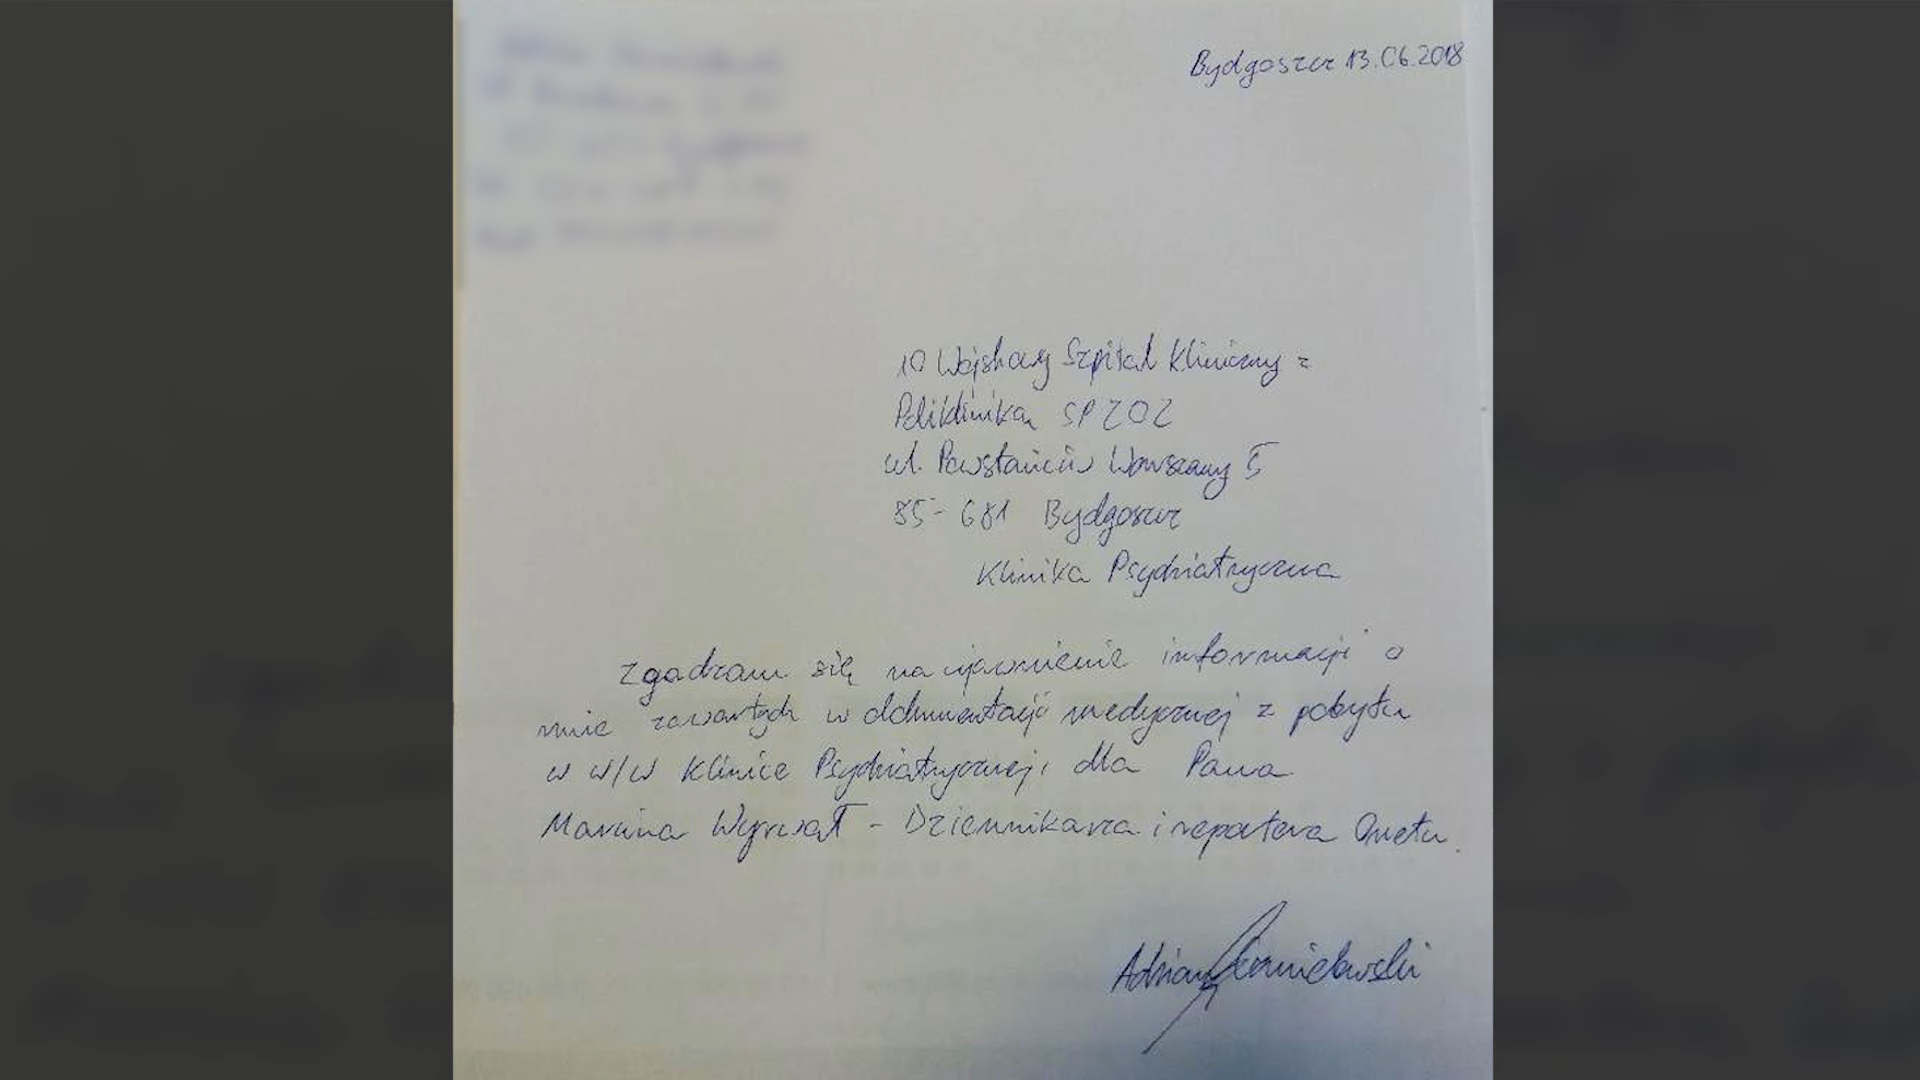 Bydgoszcz 13.06.2018
10 Wojskowy Szpital Kliniczny z
Polikliniką SP ZOZ
ul. Powstańców Warszawy 5
85-681 Bydgoszcz
Klinika Psychiatryczna
Zgadzam się na ujawnienie informacji o
mnie zawartych w dokumentacji medycznej z pobytu
w w/w Klinice Psychiatrycznej, dla Pana
Marcina Wyrwał - Dziennikarza i reportera Onetu.
Adrian